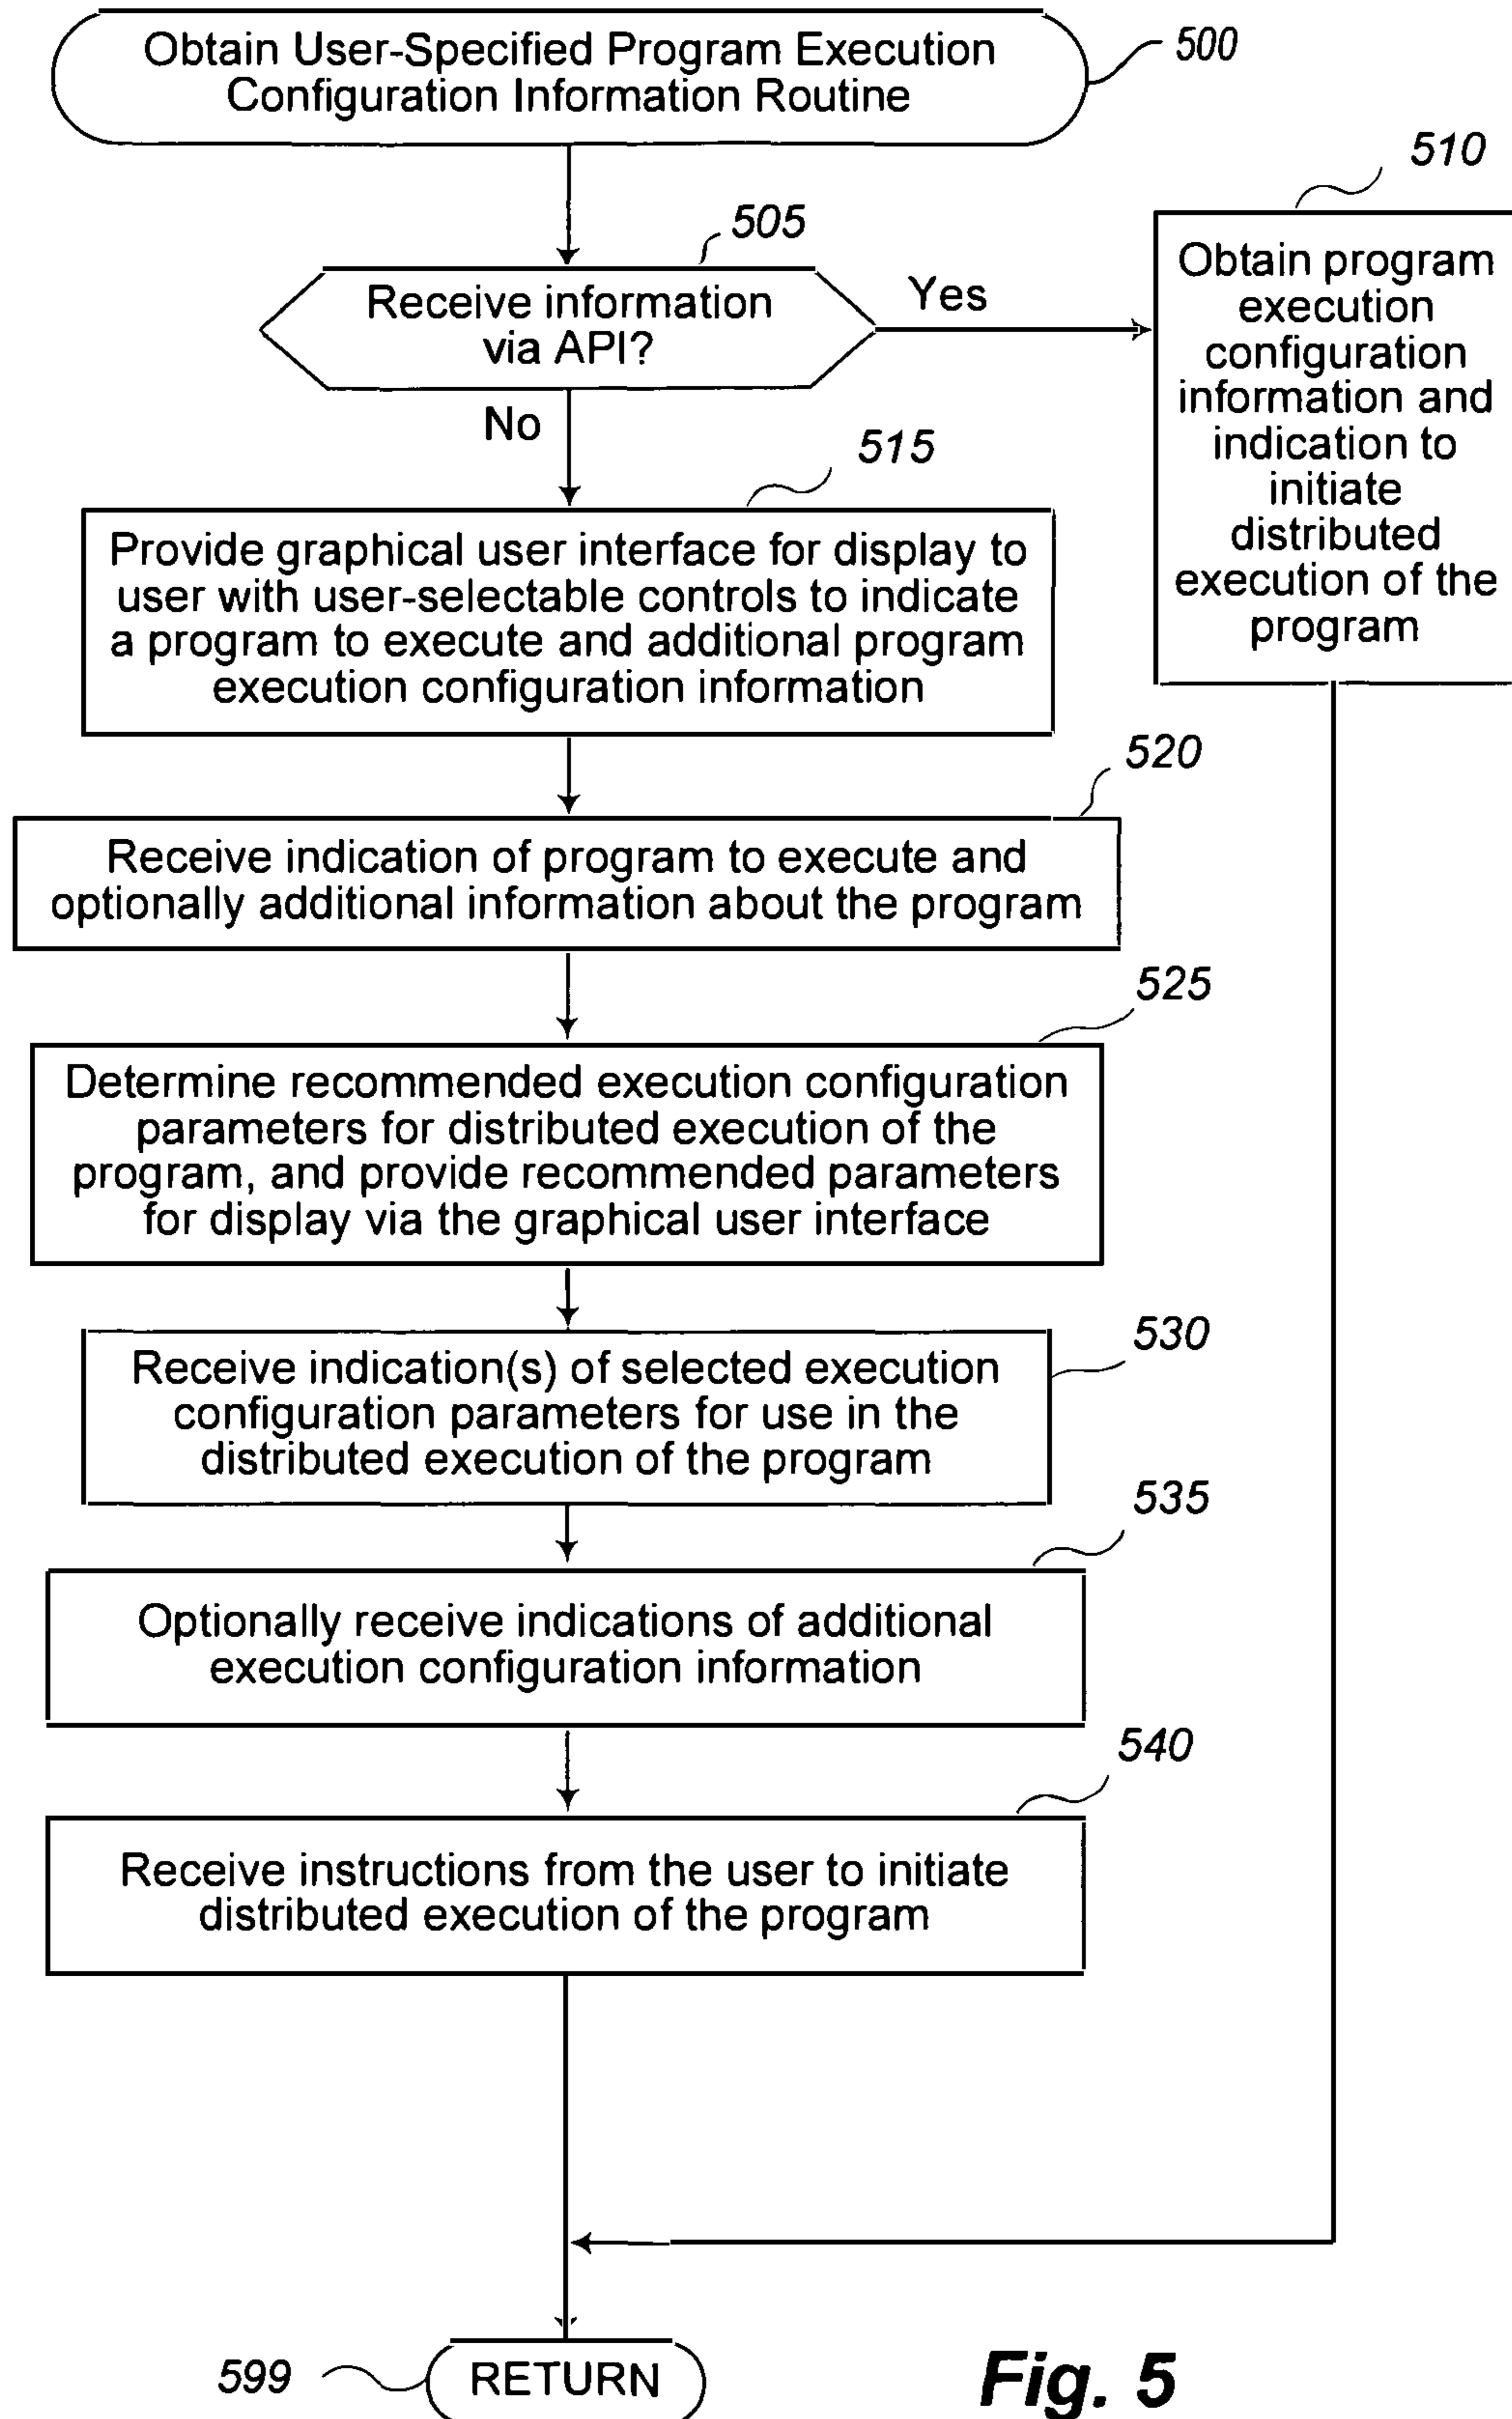 Obtain User-Specified Program Execution
Configuration Information Routine
500
505
Receive information
via API?
Yes
No
510
Obtain program
execution
configuration
information and
indication to
initiate
distributed
execution of the
program
515
Provide graphical user interface for display to
user with user-selectable controls to indicate
a program to execute and additional program
execution configuration information
520
Receive indication of program to execute and
optionally additional information about the program
525
Determine recommended execution configuration
parameters for distributed execution of the
program, and provide recommended parameters
for display via the graphical user interface
530
Receive indication(s) of selected execution
configuration parameters for use in the
distributed execution of the program
535
Optionally receive indications of additional
execution configuration information
540
Receive instructions from the user to initiate
distributed execution of the program
599
RETURN
Fig. 5